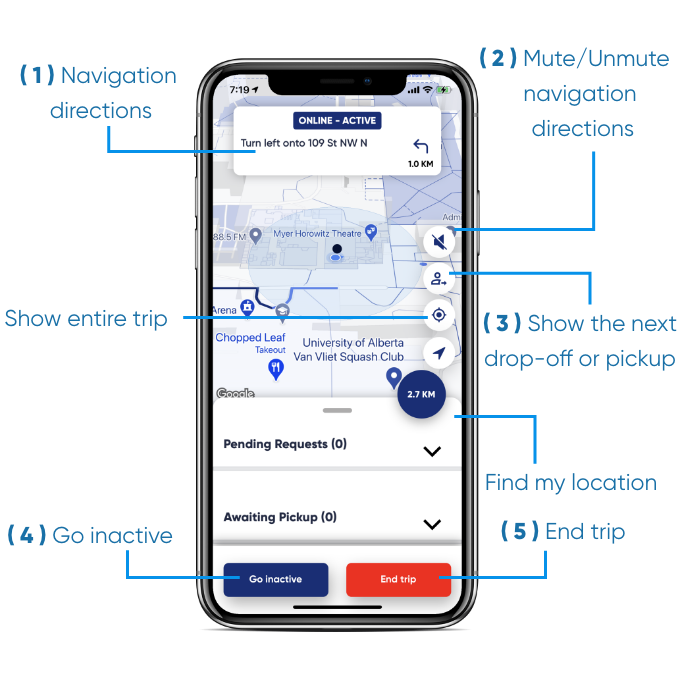 ( 1 ) Navigation
directions
( 2 ) Mute/Unmute
navigation
directions
7:19
ONLINE - ACTIVE
Turn left onto 109 St NW N
1.0 KM
Adm
88.5 FM
Myer Horowitz Theatre
Show entire trip
Arena
( 3 ) Show the next
drop-off or pickup
Chopped Leaf
Takeout
University of Alberta
Van Vliet Squash Club
Google
2.7 KM
Pending Requests (0)
Find my location
Awaiting Pickup (0)
( 4 ) Go inactive
( 5 ) End trip
Go inactive
End trip